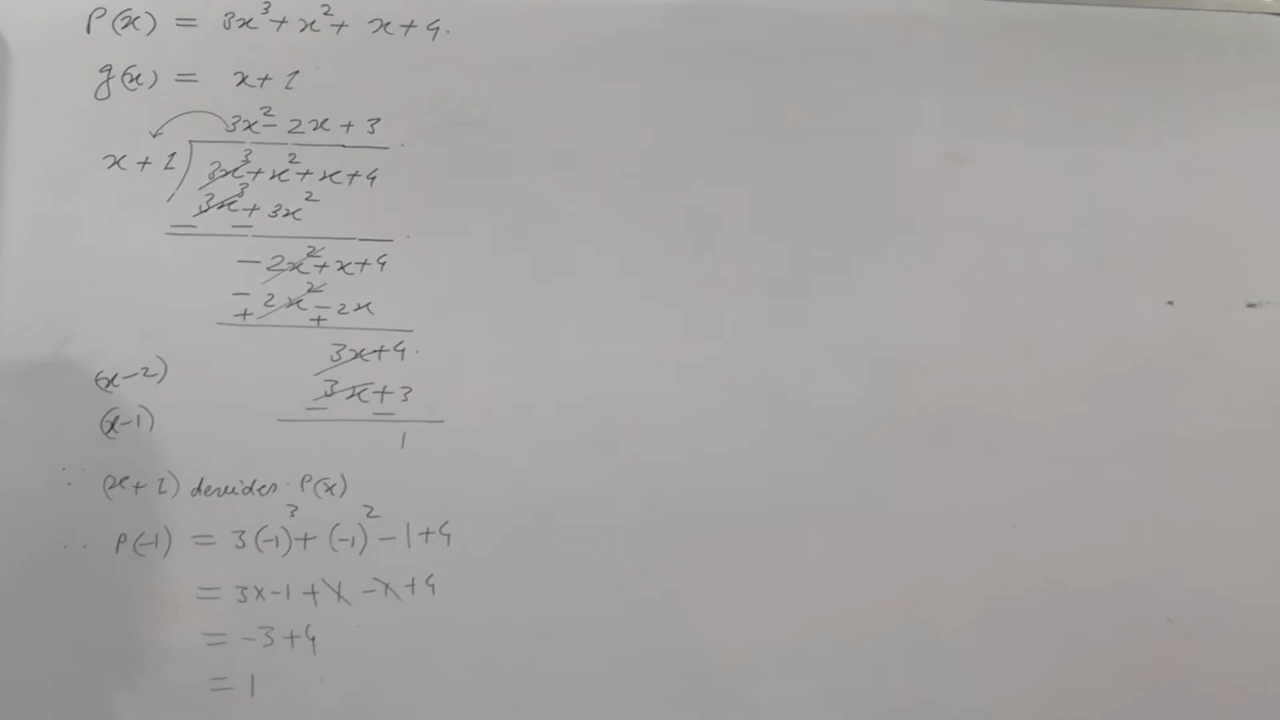 P(x) = 3x³ + x² + x + 4.
g(x) = x + 1
3x² - 2x + 3
x + 1 ) 3x³ + x² + x + 4
3x³ + 3x²
— —
- 2x² + x + 4
- 2x² - 2x
+ +
3x + 4.
(x-2)
3x + 3
— —
(x-1)
1
∵ (x+1) devides P(x)
∴ P(-1) = 3(-1)³ + (-1)² - 1 + 4
= 3×-1 + 1 - 1 + 4
= -3 + 4
= 1